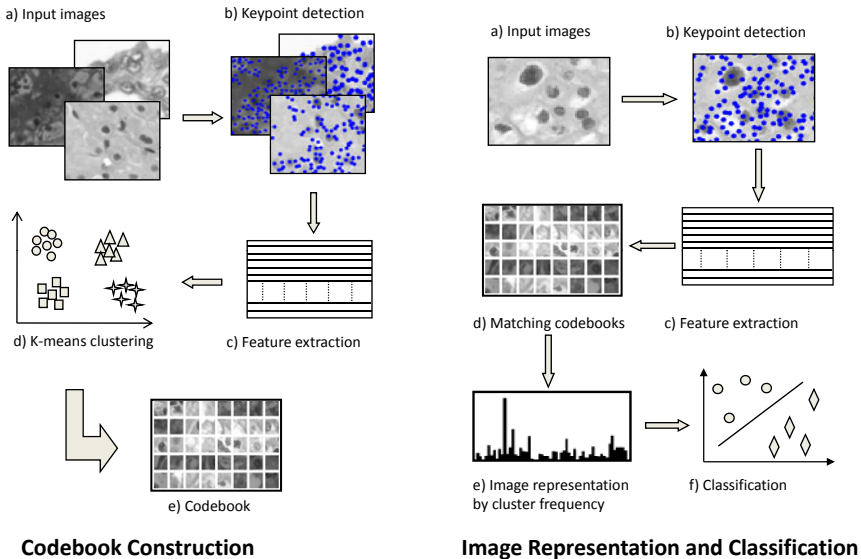 a) Input images
b) Keypoint detection
d) K-means clustering
c) Feature extraction
e) Codebook
Codebook Construction
a) Input images
b) Keypoint detection
d) Matching codebooks
c) Feature extraction
e) Image representation
by cluster frequency
f) Classification
Image Representation and Classification